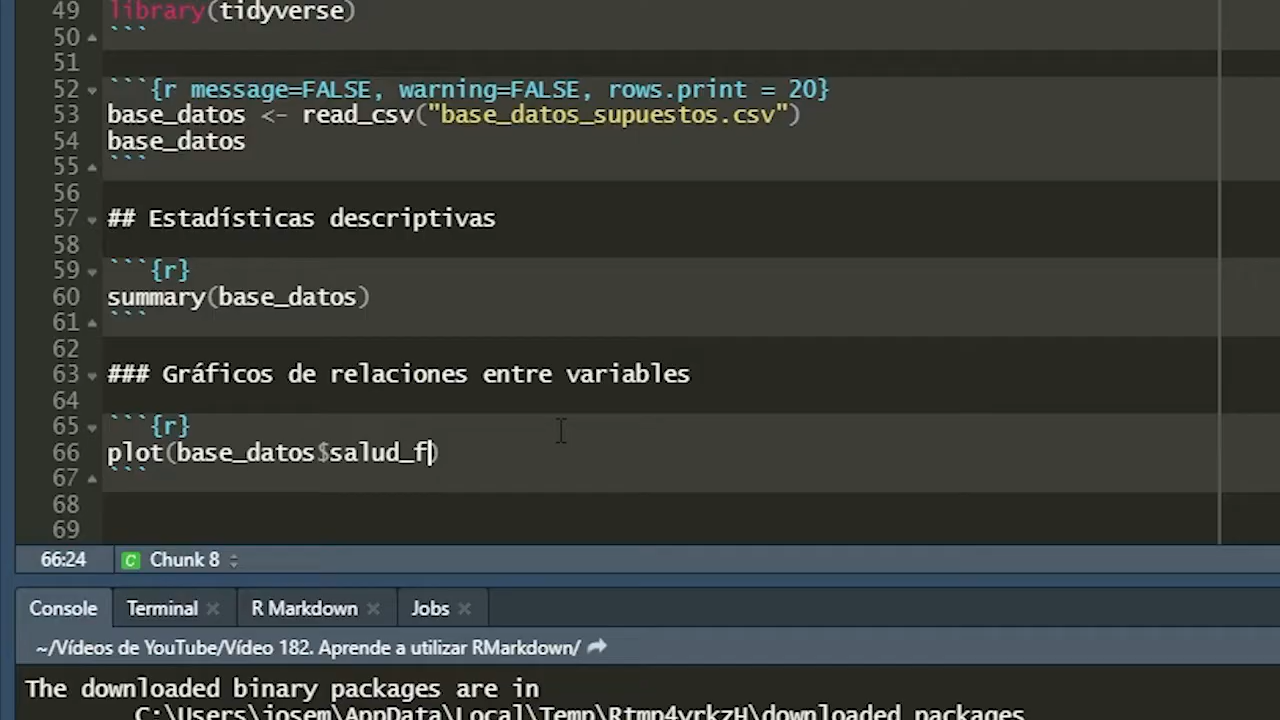 49 library(tidyverse)
50 ```
51
52 ```{r message=FALSE, warning=FALSE, rows.print = 20}
53 base_datos <- read_csv("base_datos_supuestos.csv")
54 base_datos
55 ```
56
57 ## Estadísticas descriptivas
58
59 ```{r}
60 summary(base_datos)
61 ```
62
63 ### Gráficos de relaciones entre variables
64
65 ```{r}
66 plot(base_datos$salud_f)
67 ```
68
69
66:24 C Chunk 8
Console Terminal R Markdown Jobs
~/Vídeos de YouTube/Vídeo 182. Aprende a utilizar RMarkdown/
The downloaded binary packages are in
C:\Users\josem\AppData\Local\Temp\Rtmp4yrkzH\downloaded_packages